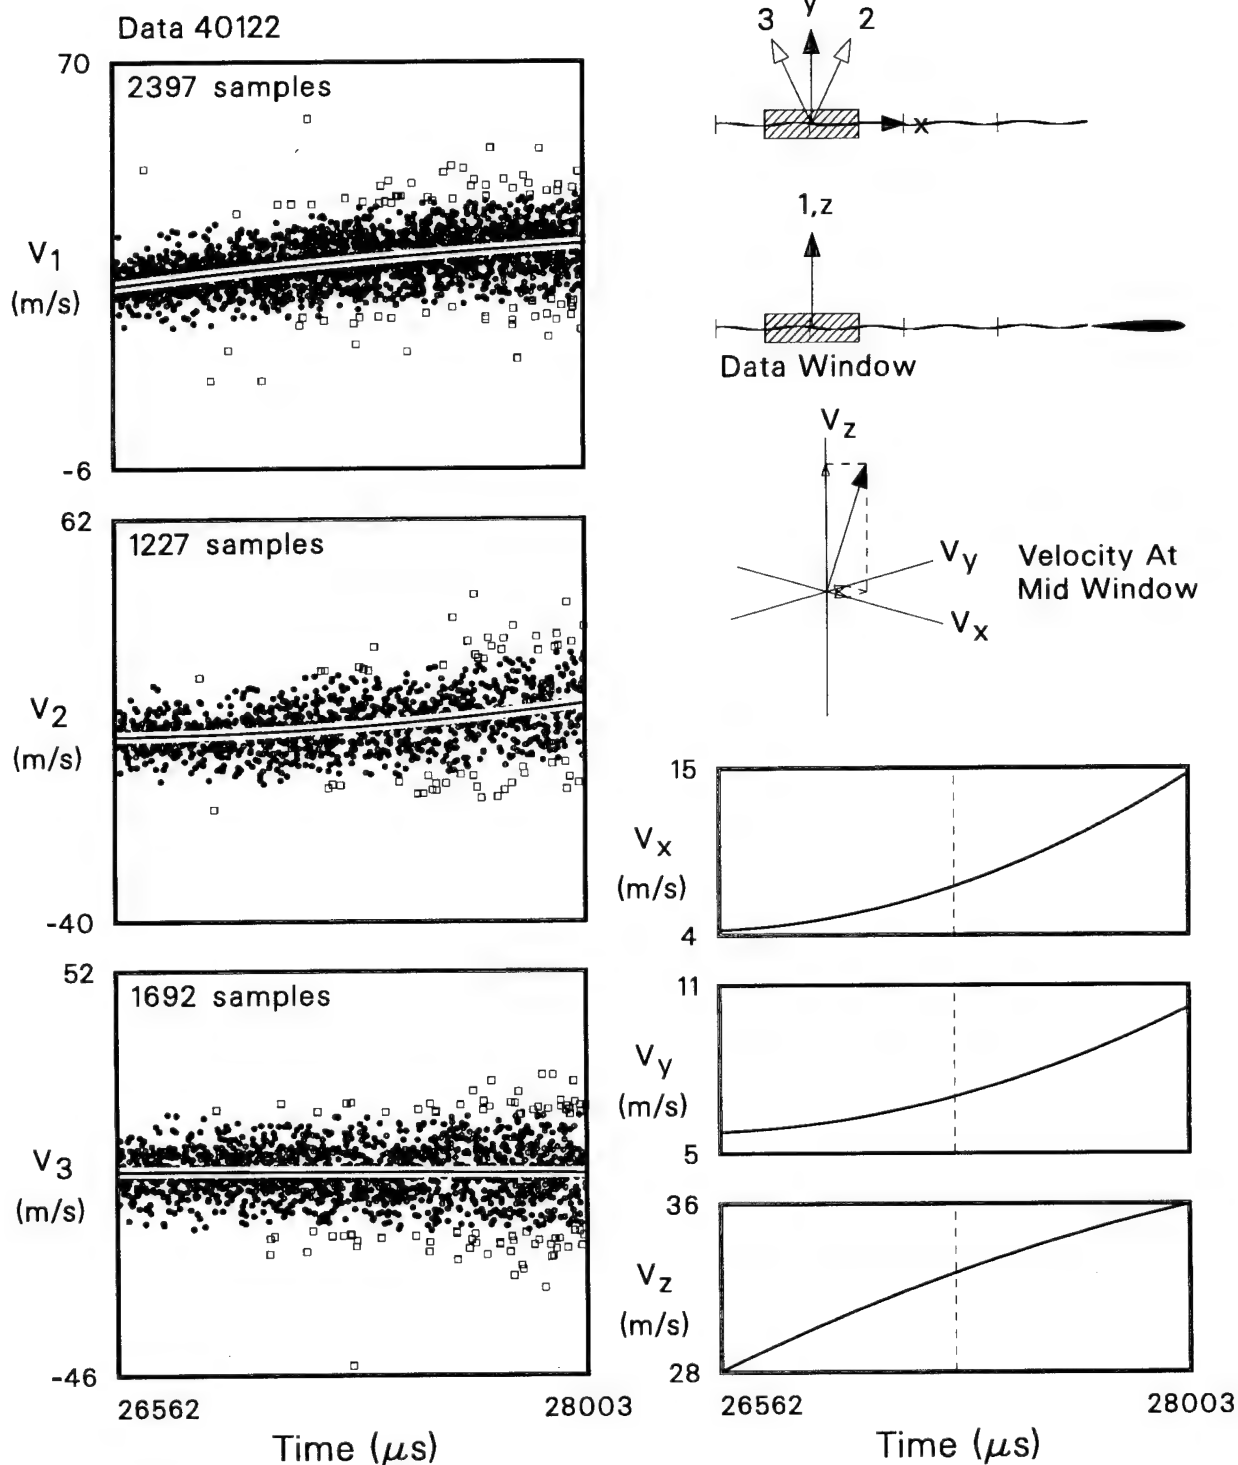 Data 40122
70
2397 samples
V1
(m/s)
-6
62
1227 samples
V2
(m/s)
-40
52
1692 samples
V3
(m/s)
-46
26562
28003
Time (μs)
y
3
2
x
1,z
Data Window
Vz
Vy
Vx
Velocity At
Mid Window
15
Vx
(m/s)
4
11
Vy
(m/s)
5
36
Vz
(m/s)
28
26562
28003
Time (μs)